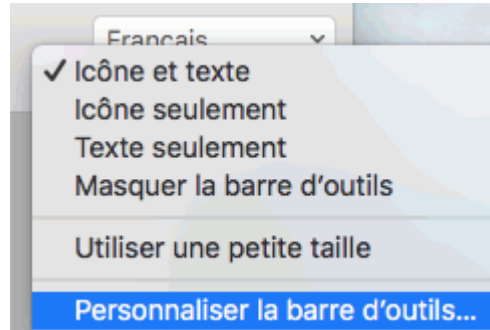 Français
Icône et texte
Icône seulement
Texte seulement
Masquer la barre d'outils
Utiliser une petite taille
Personnaliser la barre d'outils...